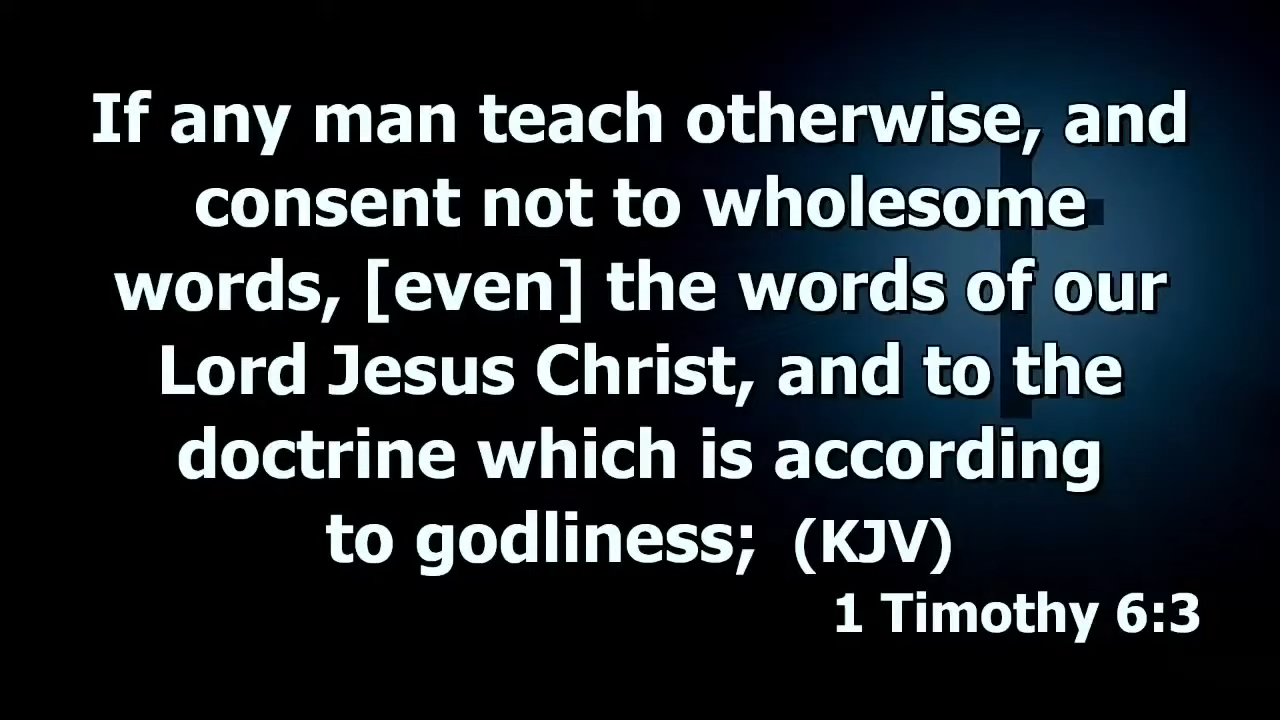 If any man teach otherwise, and
consent not to wholesome
words, [even] the words of our
Lord Jesus Christ, and to the
doctrine which is according
to godliness; (KJV)
1 Timothy 6:3